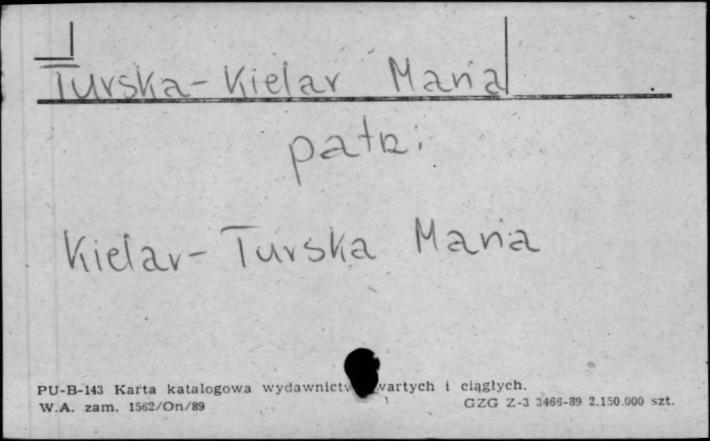 Turska-Kielar Maria
patrz:
Kielar-Turska Maria
PU-B-143 Karta katalogowa wydawnictw zwartych i ciągłych.
W.A. zam. 1562/On/89 GZG Z-3 3466-89 2.150.000 szt.